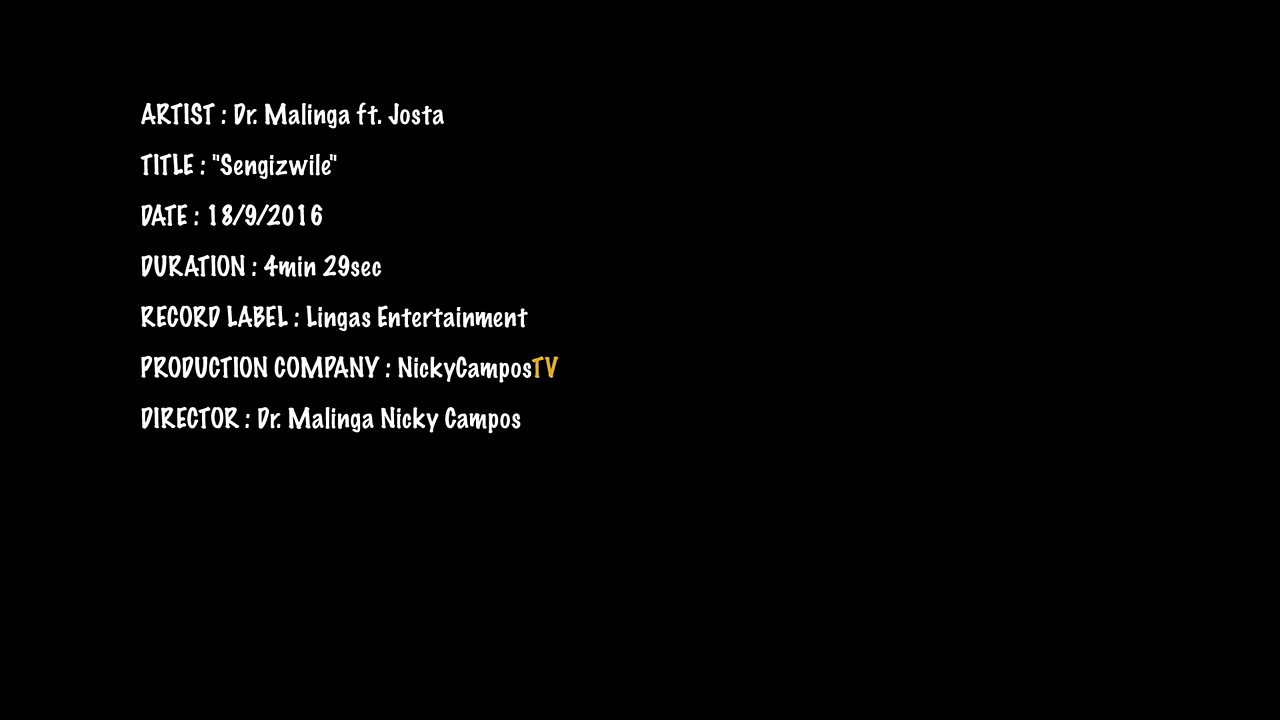 ARTIST : Dr. Malinga ft. Josta
TITLE : "Sengizwile"
DATE : 18/9/2016
DURATION : 4min 29sec
RECORD LABEL : Lingas Entertainment
PRODUCTION COMPANY : NickyCamposTV
DIRECTOR : Dr. Malinga Nicky Campos